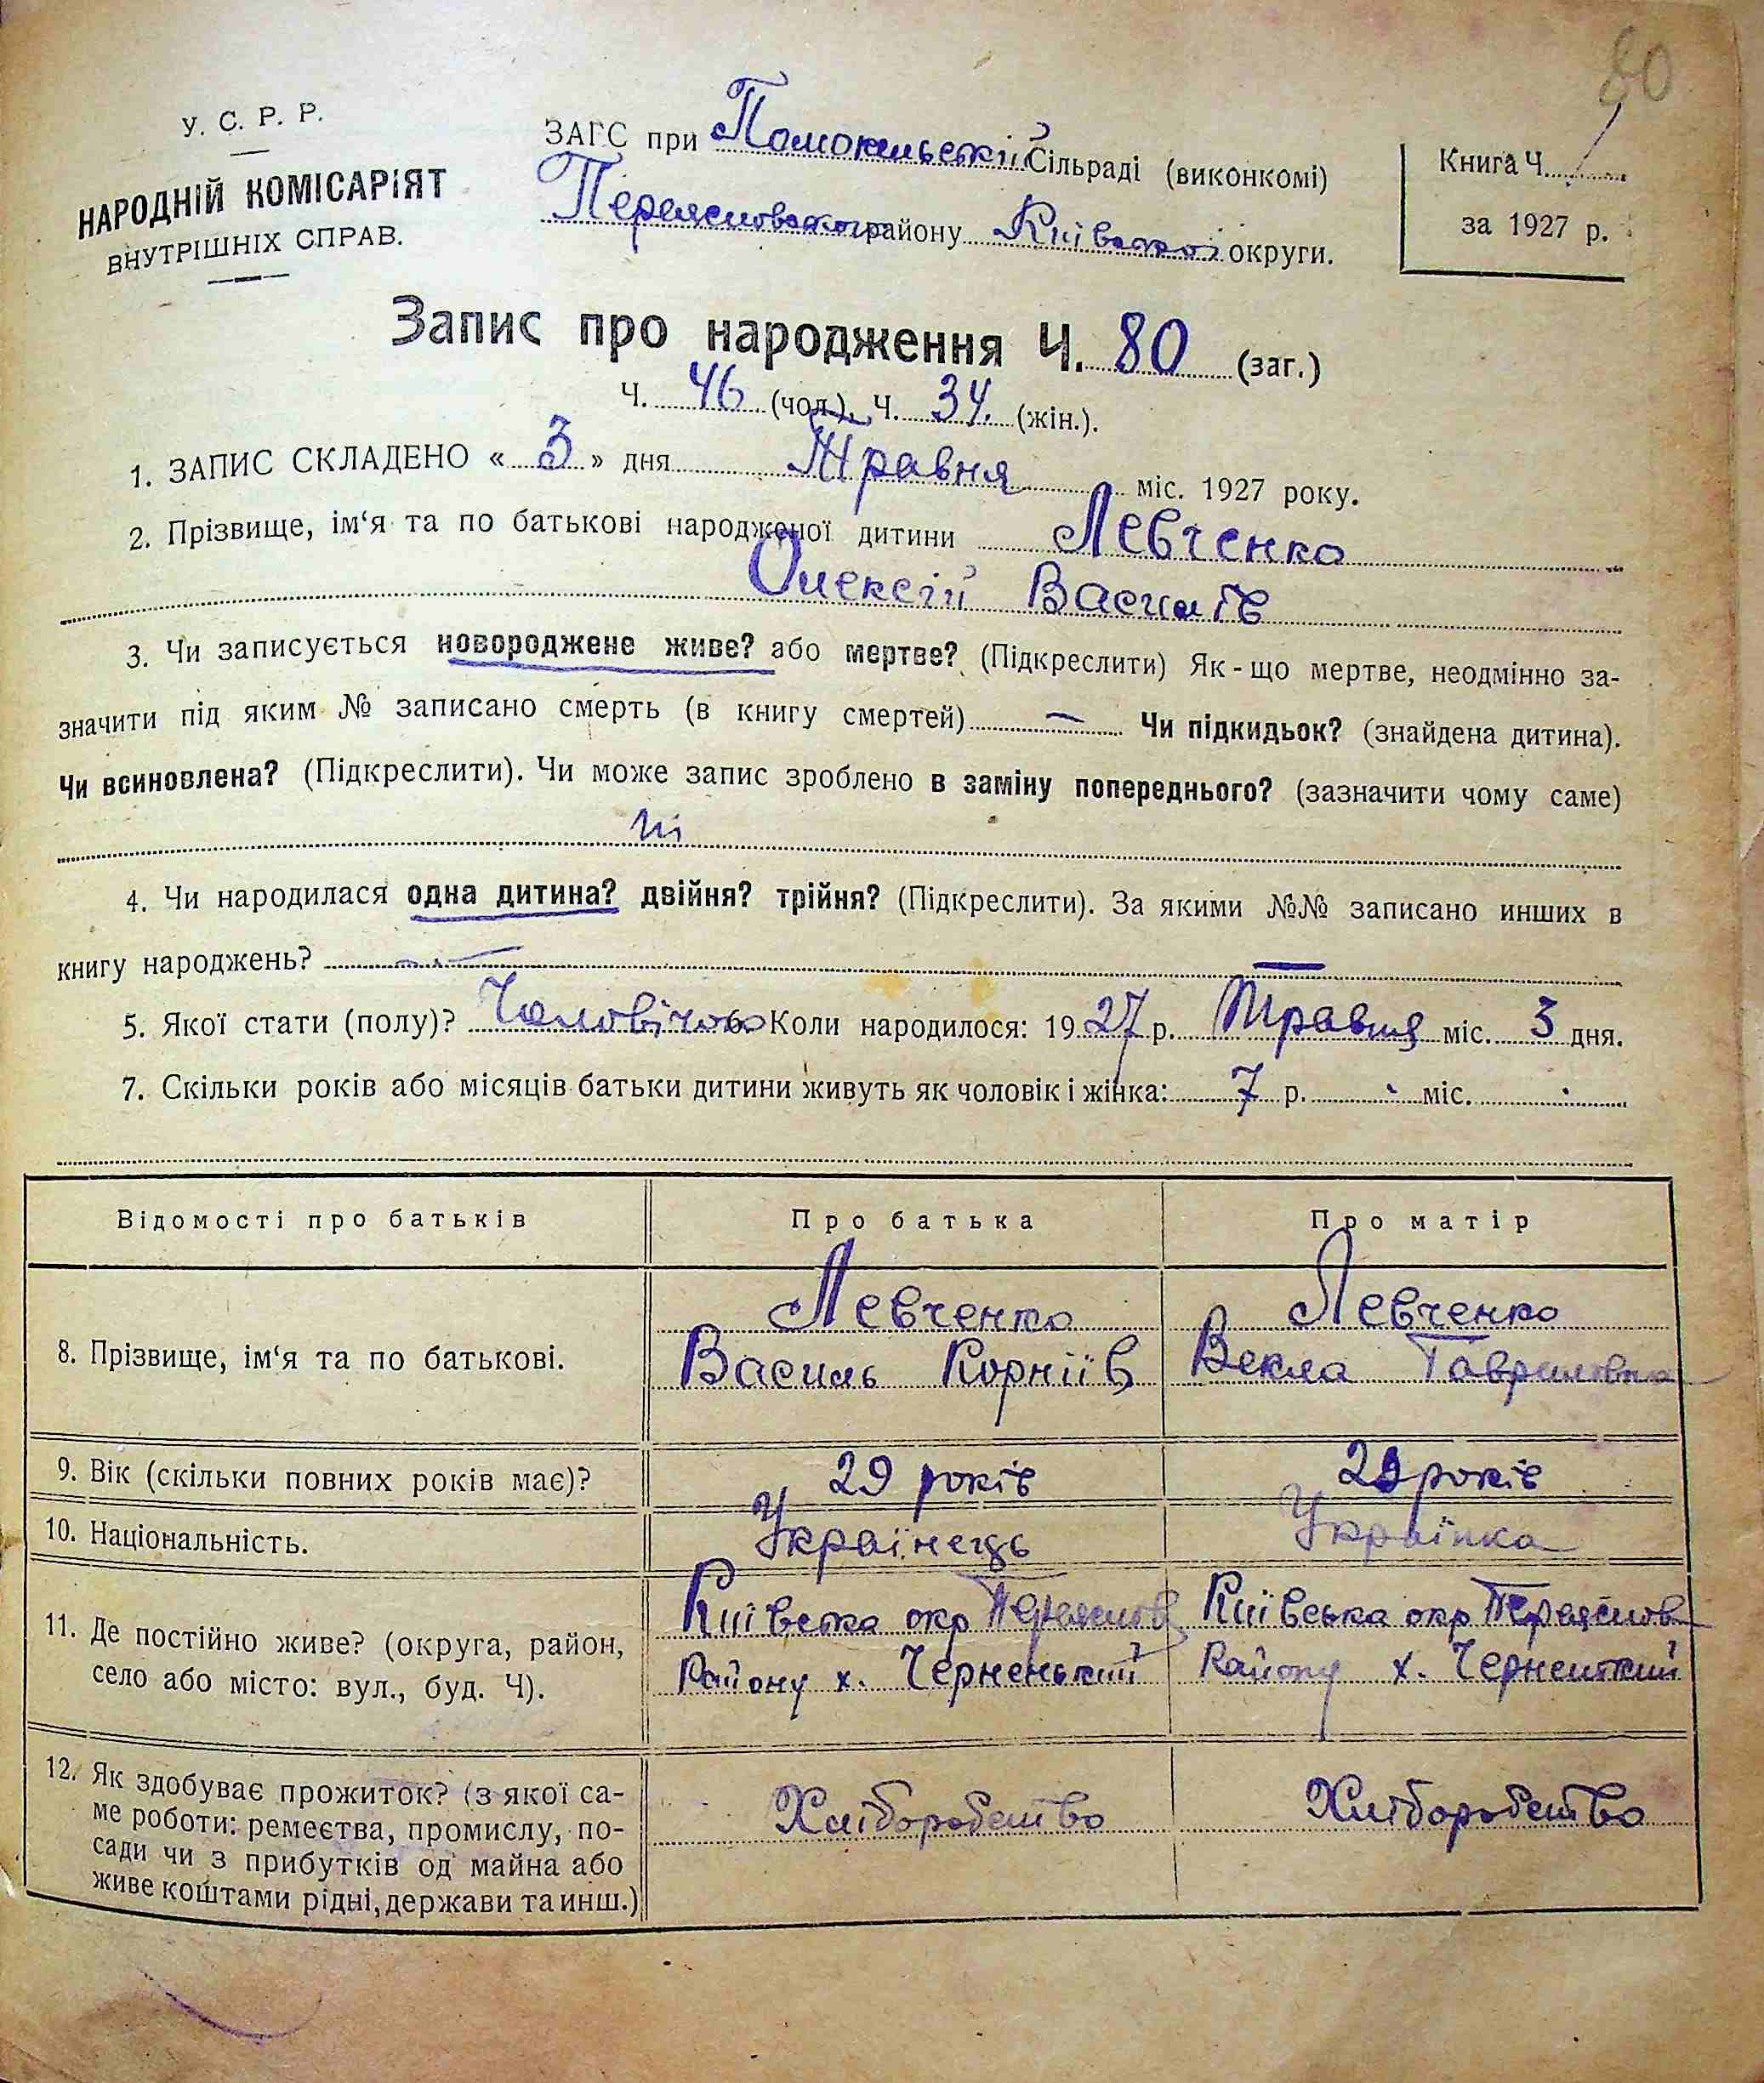 80
У. С. Р. Р.
НАРОДНІЙ КОМІСАРІЯТ
ВНУТРІШНІХ СПРАВ.
ЗАГС при Помокельській Сільраді (виконкомі)
Переяславського району Київської округи.
Книга Ч.
за 1927 р.
Запис про народження Ч. 80 (заг.)
Ч. 46 (чол.), Ч. 34. (жін.).
1. ЗАПИС СКЛАДЕНО « 3 » дня Травня міс. 1927 року.
2. Прізвище, ім‘я та по батькові народженої дитини Левченко
Олексій Василів
3. Чи записується новороджене живе? або мертве? (Підкреслити) Як-що мертве, неодмінно за-
значити під яким № записано смерть (в книгу смертей) — Чи підкидьок? (знайдена дитина).
Чи всиновлена? (Підкреслити). Чи може запис зроблено в заміну попереднього? (зазначити чому саме)
ні
4. Чи народилася одна дитина? двійня? трійня? (Підкреслити). За якими №№ записано инших в
книгу народжень? — —
5. Якої стати (полу)? Чоловічого 6. Коли народилося: 1927 р. Травня міс. 3 дня.
7. Скільки років або місяців батьки дитини живуть як чоловік і жінка: 7 р. міс.
Відомості про батьків Про батька Про матір
8. Прізвище, ім‘я та по батькові.
Левченко
Василь Корніїв
Левченко
Векла Гаврилівна
9. Вік (скільки повних років має)? 29 років 29 років
10. Національність. Українець Українка
11. Де постійно живе? (округа, район,
село або місто: вул., буд. Ч).
Київська окр Переяслов
Району х. Черненький
Київська окр Переяслов
Району х. Черненький
12. Як здобуває прожиток? (з якої са-
ме роботи: ремества, промислу, по-
сади чи з прибутків од майна або
живе коштами рідні, держави та инш.)
Хліборобство
Хліборобство